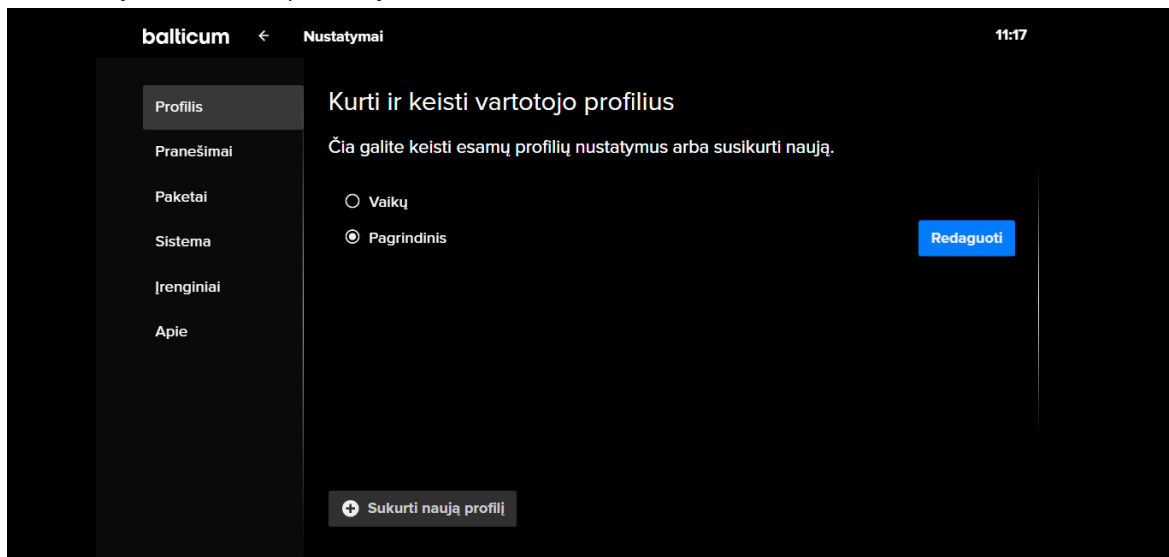 balticum ← Nustatymai 11:17
Profilis
Pranešimai
Paketai
Sistema
Įrenginiai
Apie
Kurti ir keisti vartotojo profilius
Čia galite keisti esamų profilių nustatymus arba susikurti naują.
Vaikų
Pagrindinis
Redaguoti
Sukurti naują profilį